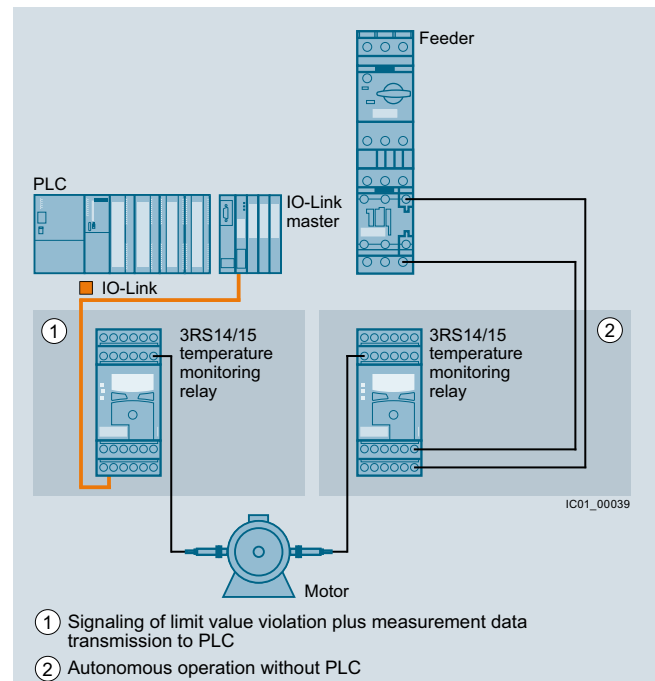 Feeder
PLC
IO-Link
master
IO-Link
1
3RS14/15
temperature
monitoring
relay
3RS14/15
temperature
monitoring
relay
2
IC01_00039
Motor
1 Signaling of limit value violation plus measurement data
transmission to PLC
2 Autonomous operation without PLC